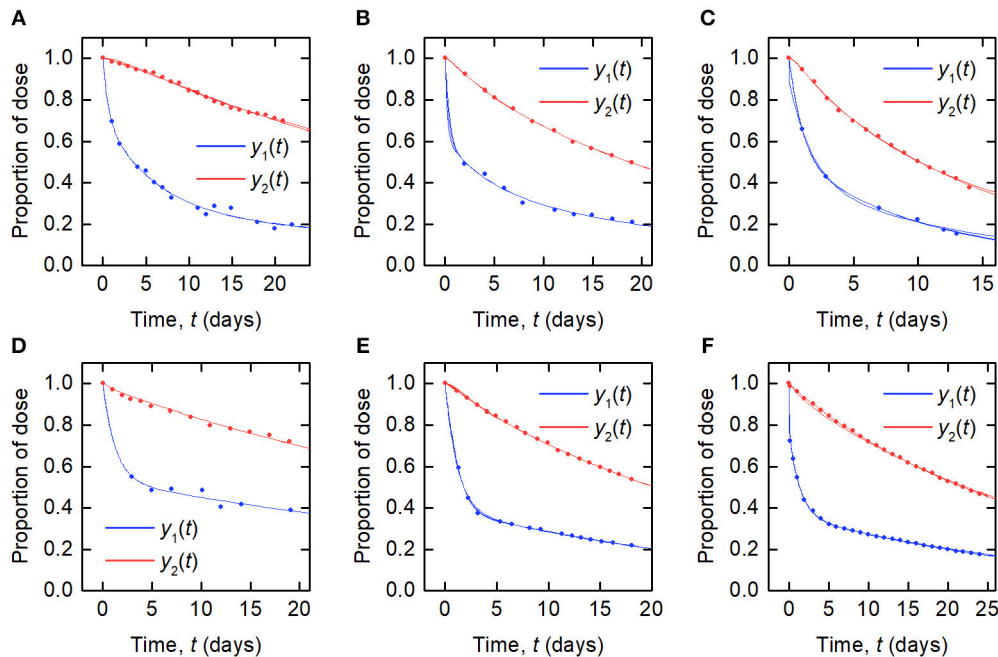 A
Proportion of dose
1.0
0.8
0.6
0.4
0.2
0.0
y1(t)
y2(t)
0 5 10 15 20
Time, t (days)
B
Proportion of dose
1.0
0.8
0.6
0.4
0.2
0.0
y1(t)
y2(t)
0 5 10 15 20
Time, t (days)
C
Proportion of dose
1.0
0.8
0.6
0.4
0.2
0.0
y1(t)
y2(t)
0 5 10 15
Time, t (days)
D
Proportion of dose
1.0
0.8
0.6
0.4
0.2
0.0
y1(t)
y2(t)
0 5 10 15 20
Time, t (days)
E
Proportion of dose
1.0
0.8
0.6
0.4
0.2
0.0
y1(t)
y2(t)
0 5 10 15 20
Time, t (days)
F
Proportion of dose
1.0
0.8
0.6
0.4
0.2
0.0
y1(t)
y2(t)
0 5 10 15 20 25
Time, t (days)